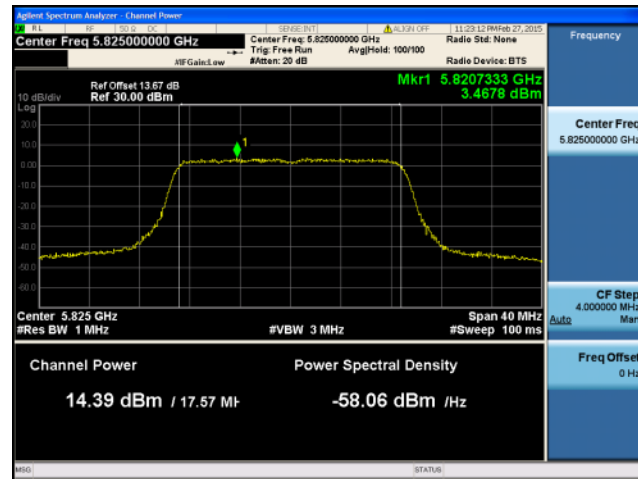 Agilent Spectrum Analyzer - Channel Power
RL RF 50 Ω DC SENSE:INT ALIGN OFF 11:23:12 PM Feb 27, 2015
Center Freq 5.825000000 GHz
Center Freq: 5.825000000 GHz
Radio Std: None
Trig: Free Run Avg|Hold: 100/100
#IFGain:Low
#Atten: 20 dB
Radio Device: BTS
Ref Offset 13.67 dB
Mkr1 5.8207333 GHz
10 dB/div
Ref 30.00 dBm
3.4678 dBm
Log
20.0
10.0
0.00
-10.0
-20.0
-30.0
-40.0
-50.0
-60.0
1
Center 5.825 GHz
Span 40 MHz
#Res BW 1 MHz
#VBW 3 MHz
#Sweep 100 ms
Channel Power
Power Spectral Density
14.39 dBm / 17.57 MH
-58.06 dBm /Hz
MSG
STATUS
Frequency
Center Freq
5.825000000 GHz
CF Step
4.000000 MHz
Auto Man
Freq Offset
0 Hz